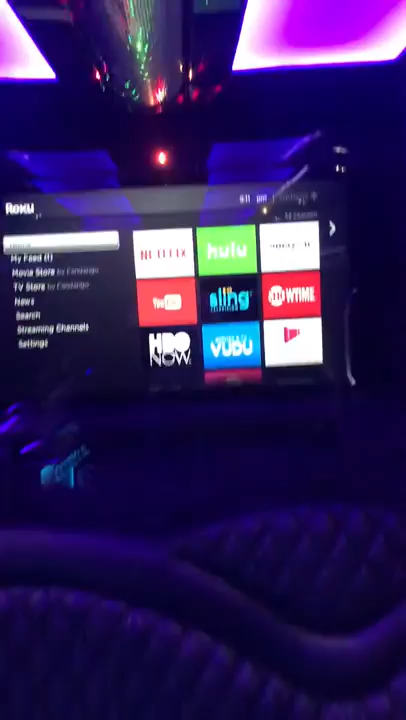 Roku
My Feed (1)
Movie Store by Fandango
TV Store by Fandango
News
Search
Streaming Channels
Settings
NETFLIX
hulu
YouTube
sling
SHOWTIME
HBO
NOW
VUDU